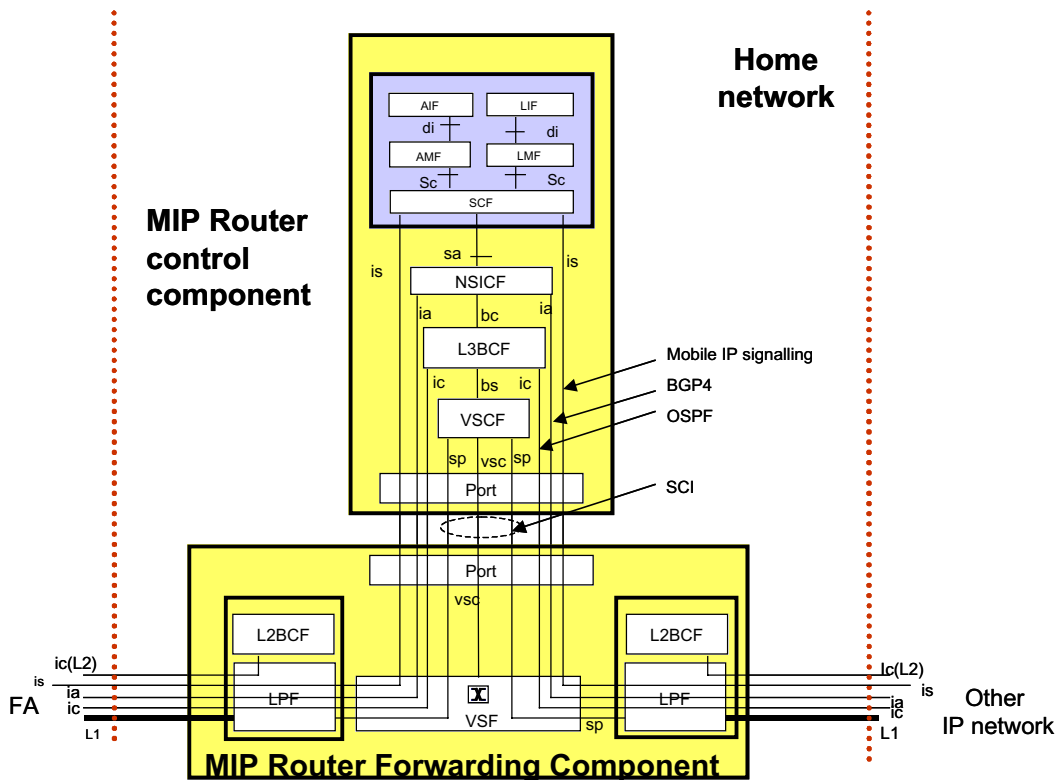 Home
network
AIF
LIF
di
di
AMF
LMF
Sc
Sc
SCF
MIP Router
control
component
sa
is
is
NSICF
ia
bc
ia
L3BCF
Mobile IP signalling
ic
bs
ic
BGP4
VSCF
OSPF
sp
vsc
sp
Port
SCI
Port
vsc
L2BCF
L2BCF
ic(L2)
Ic(L2)
is
is
LPF
LPF
ia
ia
FA
ic
ic
VSF
sp
Other
IP network
L1
L1
MIP Router Forwarding Component